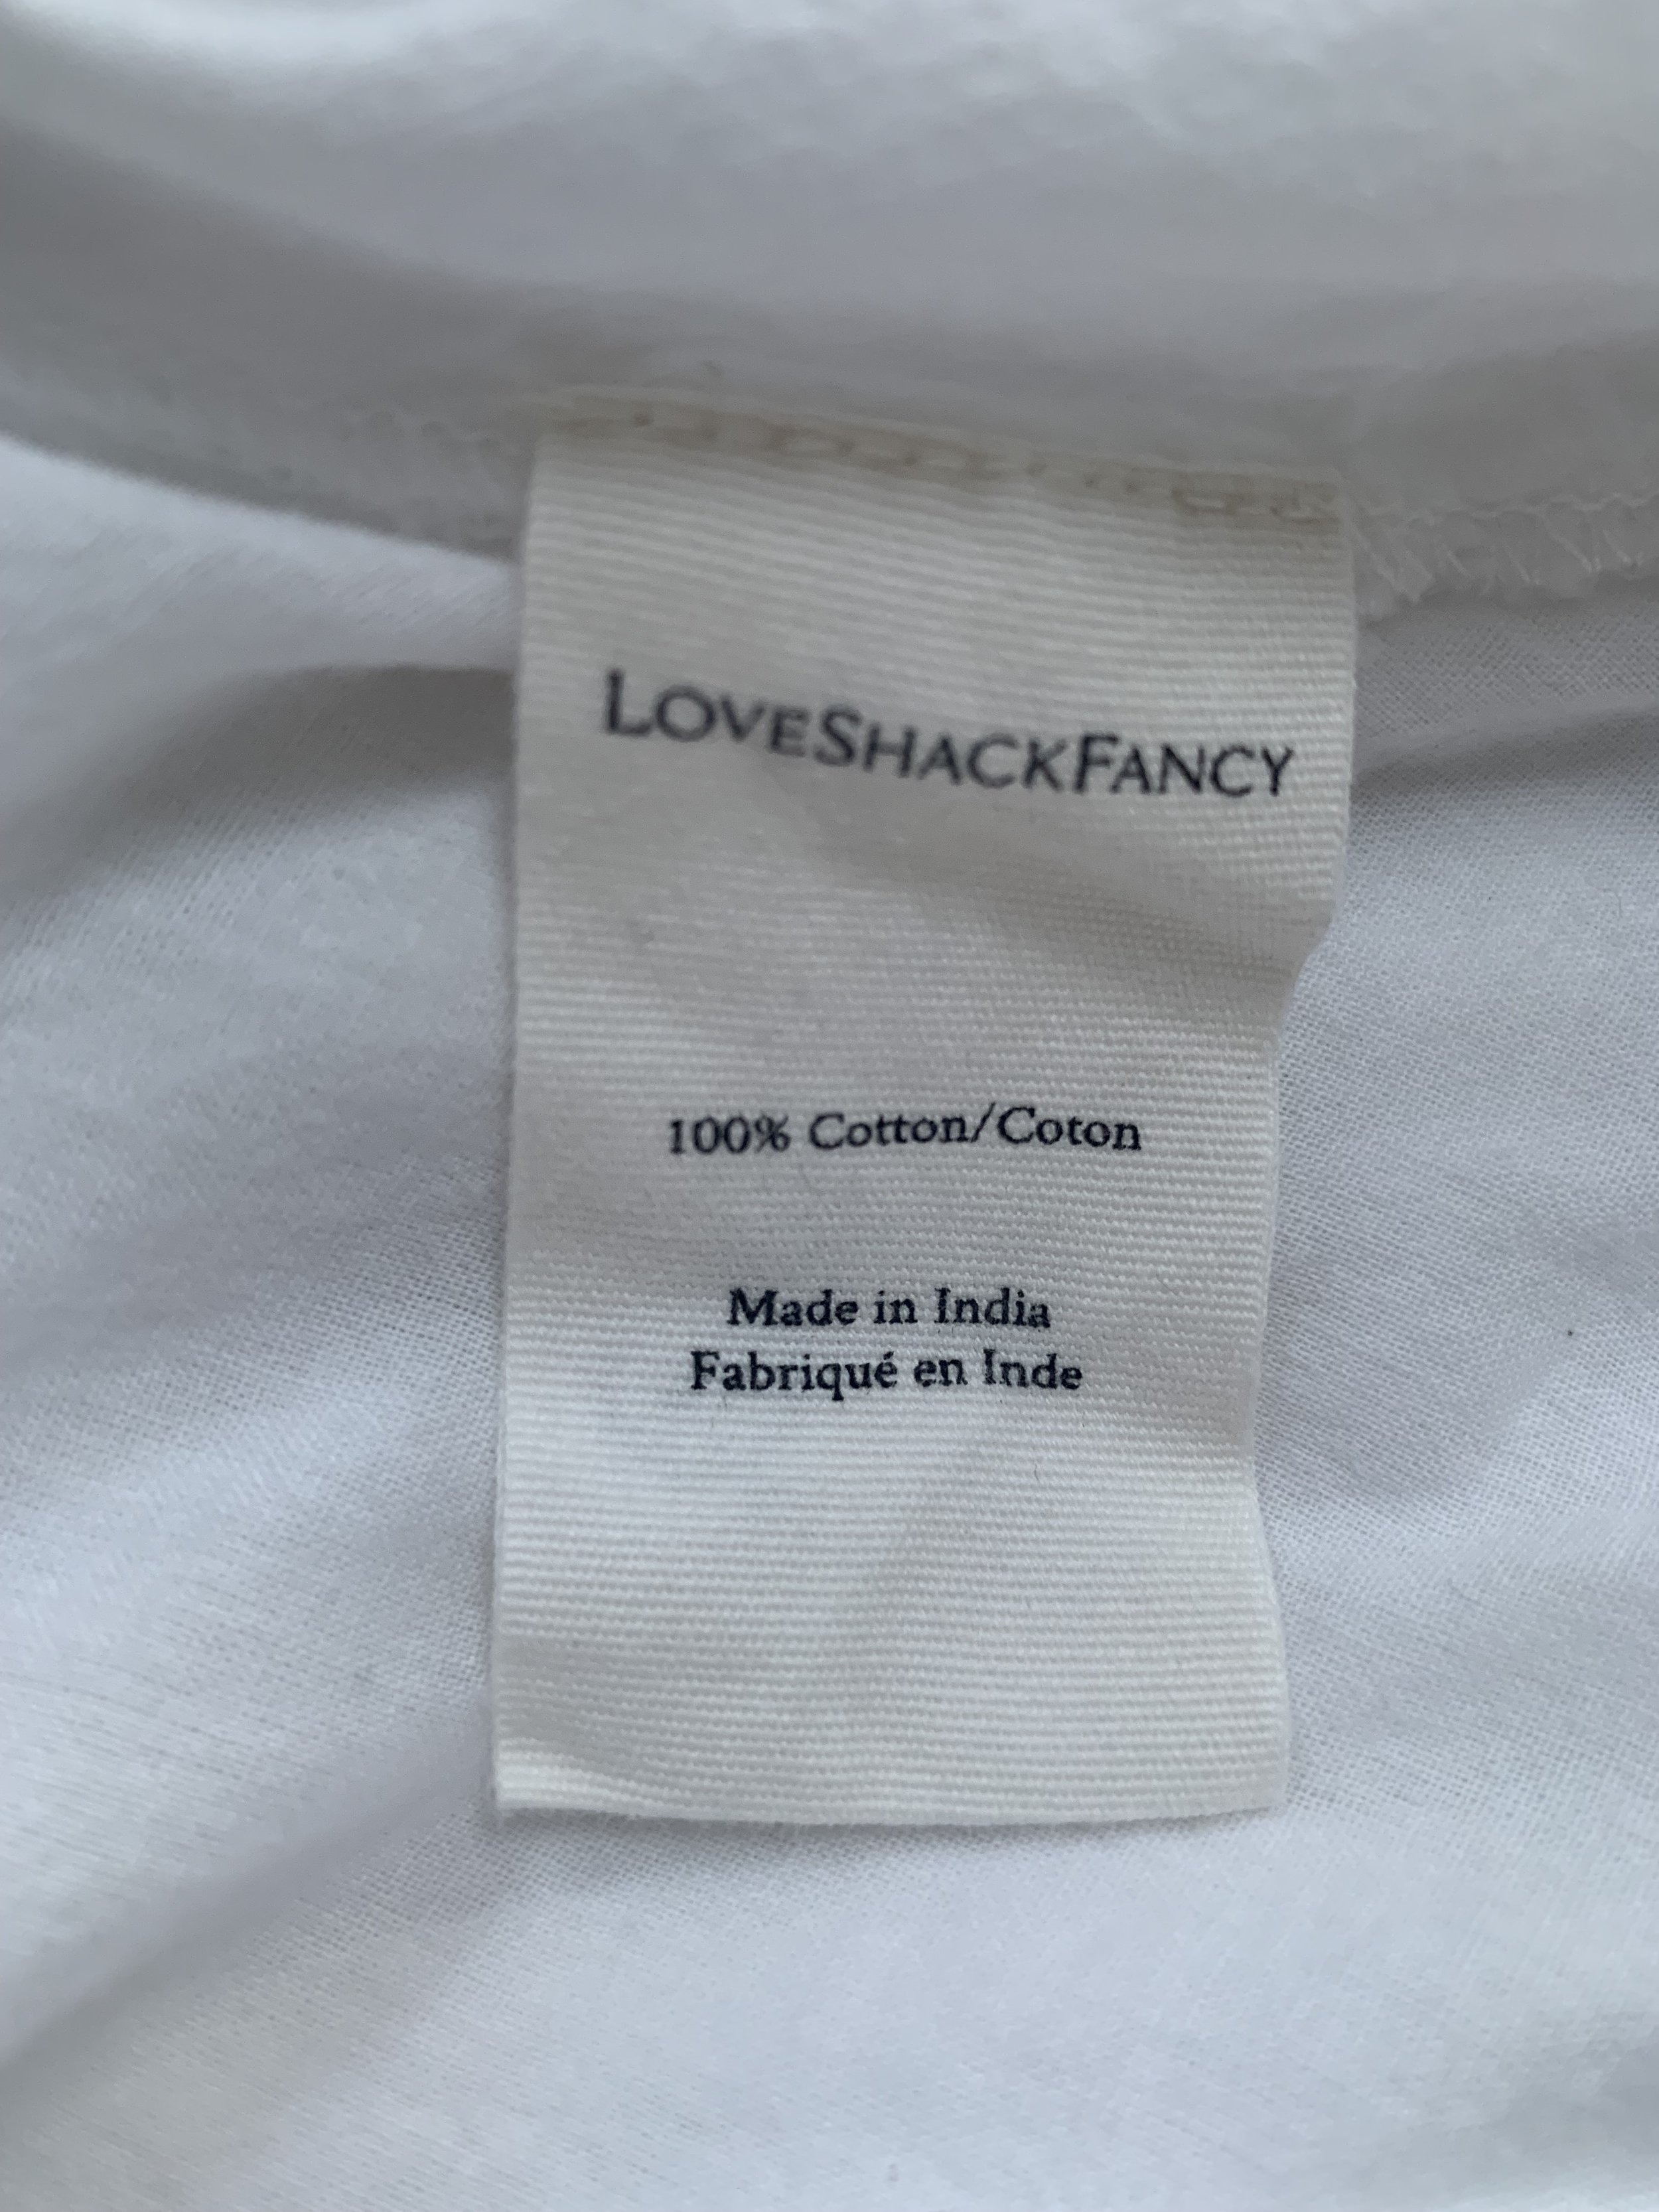 LOVESHACKFANCY
100% Cotton/Coton
Made in India
Fabriqué en Inde